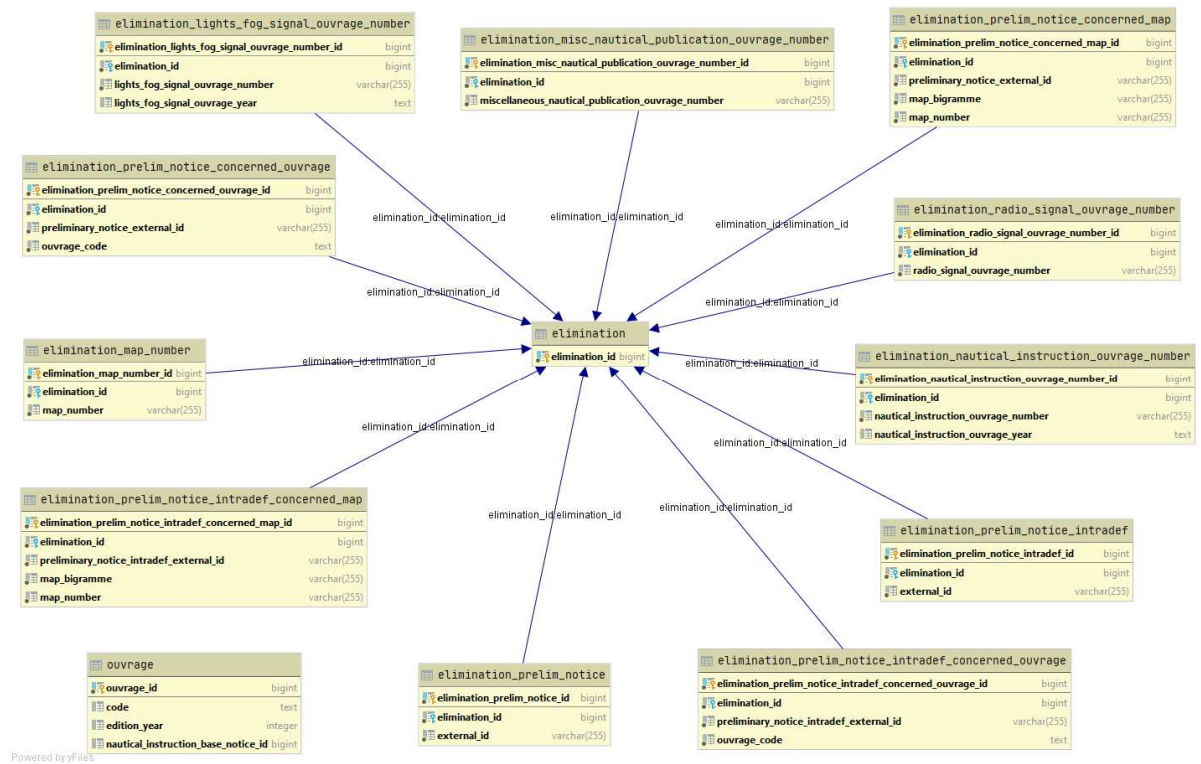 elimination_lights_fog_signal_ouvrage_number
elimination_lights_fog_signal_ouvrage_number_id bigint
elimination_id bigint
lights_fog_signal_ouvrage_number varchar(255)
lights_fog_signal_ouvrage_year text
elimination_misc_nautical_publication_ouvrage_number
elimination_misc_nautical_publication_ouvrage_number_id bigint
elimination_id bigint
miscellaneous_nautical_publication_ouvrage_number varchar(255)
elimination_prelim_notice_concerned_map
elimination_prelim_notice_concerned_map_id bigint
elimination_id bigint
preliminary_notice_external_id varchar(255)
map_bigramme varchar(255)
map_number varchar(255)
elimination_prelim_notice_concerned_ouvrage
elimination_prelim_notice_concerned_ouvrage_id bigint
elimination_id bigint
preliminary_notice_external_id varchar(255)
ouvrage_code text
elimination_id:elimination_id
elimination_id:elimination_id
elimination_id:elimination_id
elimination_radio_signal_ouvrage_number
elimination_radio_signal_ouvrage_number_id bigint
elimination_id bigint
radio_signal_ouvrage_number varchar(255)
elimination_id:elimination_id
elimination_id:elimination_id
elimination
elimination_id bigint
elimination_map_number
elimination_map_number_id bigint
elimination_id bigint
map_number varchar(255)
elimination_id:elimination_id
elimination_id:elimination_id
elimination_nautical_instruction_ouvrage_number
elimination_nautical_instruction_ouvrage_number_id bigint
elimination_id bigint
nautical_instruction_ouvrage_number varchar(255)
nautical_instruction_ouvrage_year text
elimination_id:elimination_id
elimination_id:elimination_id
elimination_prelim_notice_intradef_concerned_map
elimination_prelim_notice_intradef_concerned_map_id bigint
elimination_id bigint
preliminary_notice_intradef_external_id varchar(255)
map_bigramme varchar(255)
map_number varchar(255)
elimination_id:elimination_id
elimination_id:elimination_id
elimination_prelim_notice_intradef
elimination_prelim_notice_intradef_id bigint
elimination_id bigint
external_id varchar(255)
ouvrage
ouvrage_id bigint
code text
edition_year integer
nautical_instruction_base_notice_id bigint
elimination_prelim_notice
elimination_prelim_notice_id bigint
elimination_id bigint
external_id varchar(255)
elimination_prelim_notice_intradef_concerned_ouvrage
elimination_prelim_notice_intradef_concerned_ouvrage_id bigint
elimination_id bigint
preliminary_notice_intradef_external_id varchar(255)
ouvrage_code text
Powered by yFiles